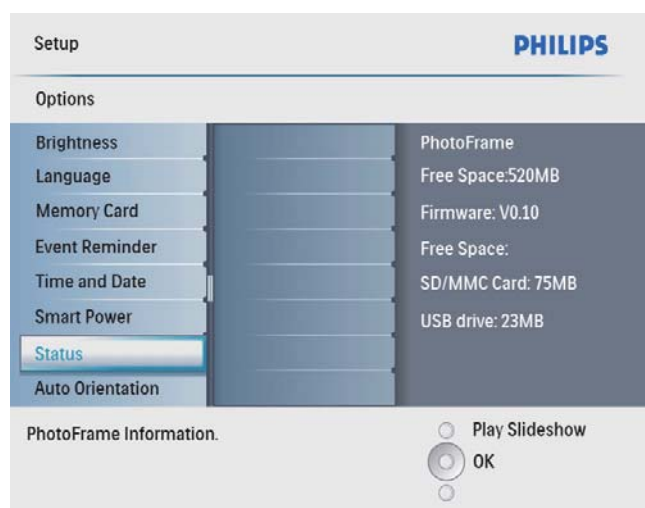 Setup
PHILIPS
Options
Brightness
Language
Memory Card
Event Reminder
Time and Date
Smart Power
Status
Auto Orientation
PhotoFrame
Free Space:520MB
Firmware: V0.10
Free Space:
SD/MMC Card: 75MB
USB drive: 23MB
PhotoFrame Information.
Play Slideshow
OK